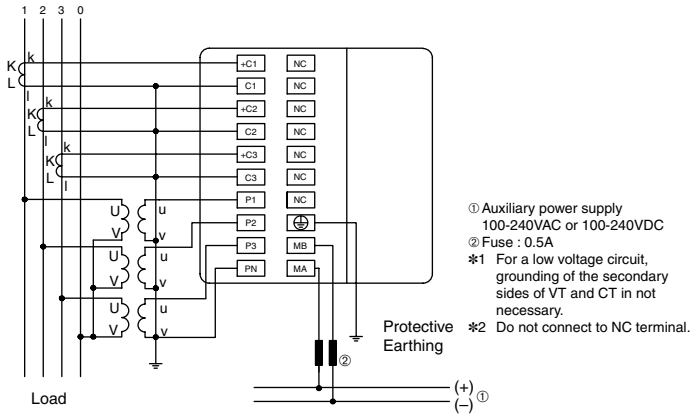 1 2 3 0
K k
L l
K k
L l
K k
L l
+C1 NC
C1 NC
+C2 NC
C2 NC
+C3 NC
C3 NC
P1 NC
P2
P3 MB
PN MA
U u
V v
U u
V v
U u
V v
① Auxiliary power supply
100-240VAC or 100-240VDC
② Fuse : 0.5A
✻1 For a low voltage circuit,
grounding of the secondary
sides of VT and CT in not
necessary.
✻2 Do not connect to NC terminal.
Protective
Earthing
②
Load
(+)
(−) ①